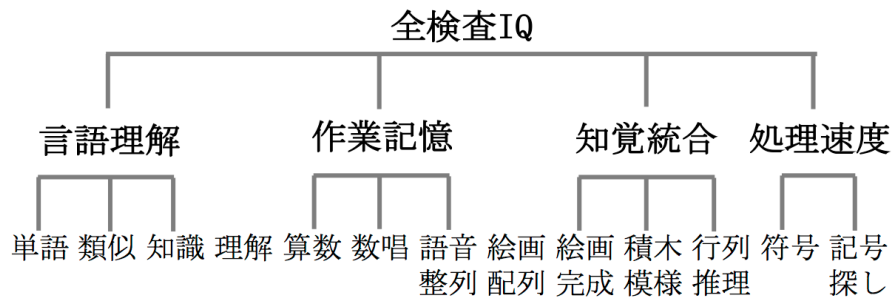 全検査IQ
言語理解 作業記憶 知覚統合 処理速度
単語 類似 知識 理解 算数 数唱 語音 絵画 絵画 積木 行列 符号 記号
整列 配列 完成 模様 推理 探し